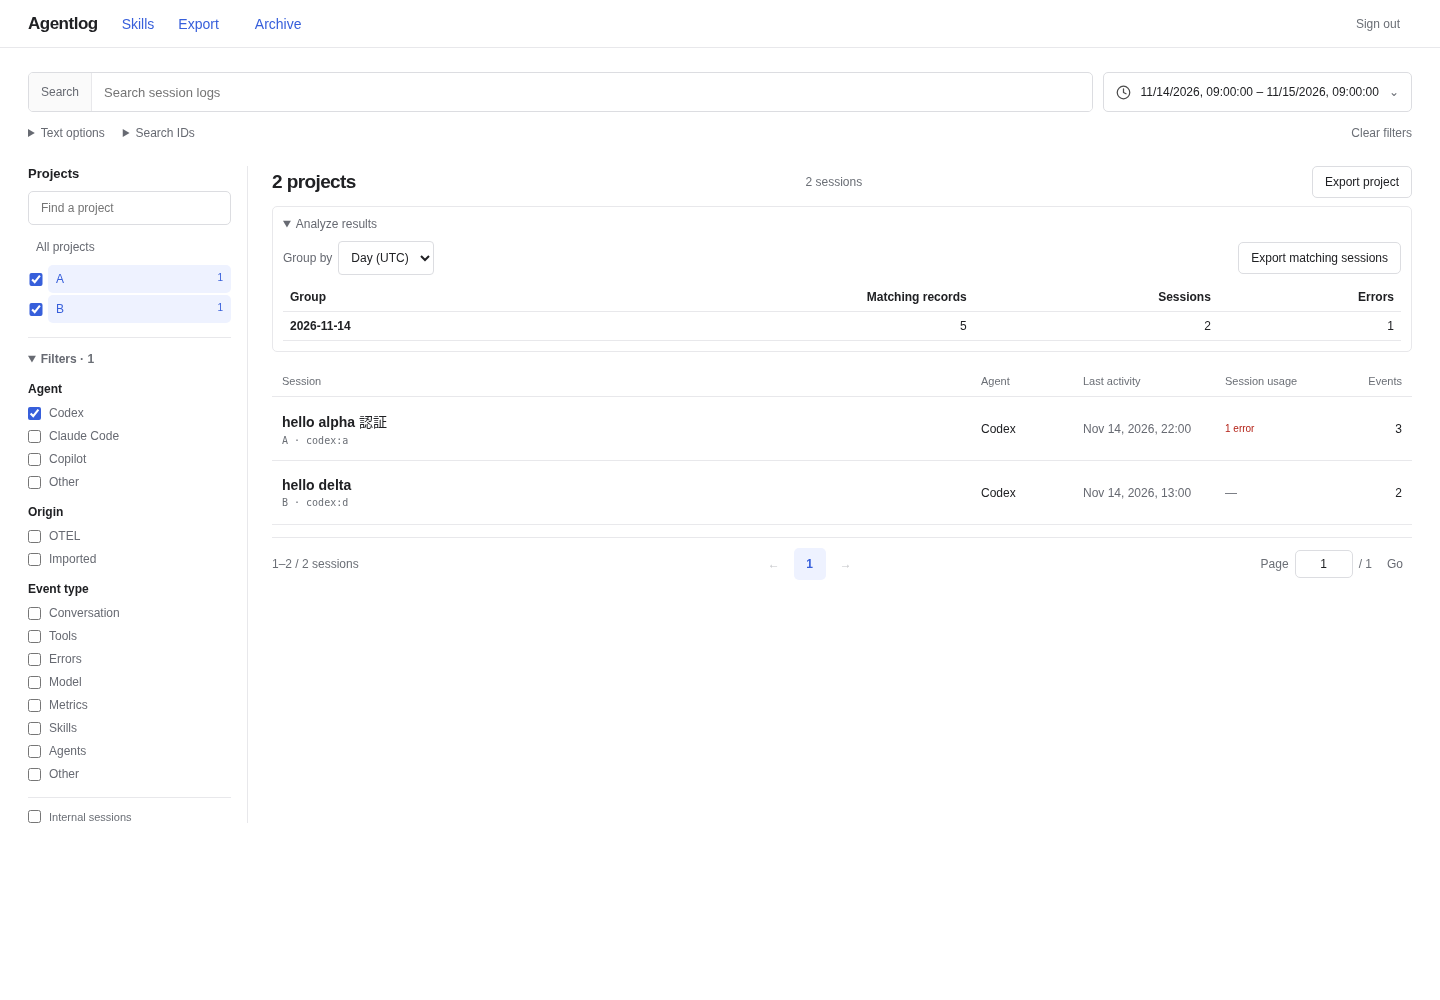 Agentlog Skills Export Archive Sign out
Search Search session logs 11/14/2026, 09:00:00 – 11/15/2026, 09:00:00
Text options Search IDs Clear filters
Projects
Find a project
All projects
A 1
B 1
Filters · 1
Agent
Codex
Claude Code
Copilot
Other
Origin
OTEL
Imported
Event type
Conversation
Tools
Errors
Model
Metrics
Skills
Agents
Other
Internal sessions
2 projects 2 sessions Export project
Analyze results
Group by Day (UTC) Export matching sessions
Group Matching records Sessions Errors
2026-11-14 5 2 1
Session Agent Last activity Session usage Events
hello alpha 認証
A · codex:a
Codex Nov 14, 2026, 22:00 1 error 3
hello delta
B · codex:d
Codex Nov 14, 2026, 13:00 — 2
1–2 / 2 sessions ← 1 → Page 1 / 1 Go